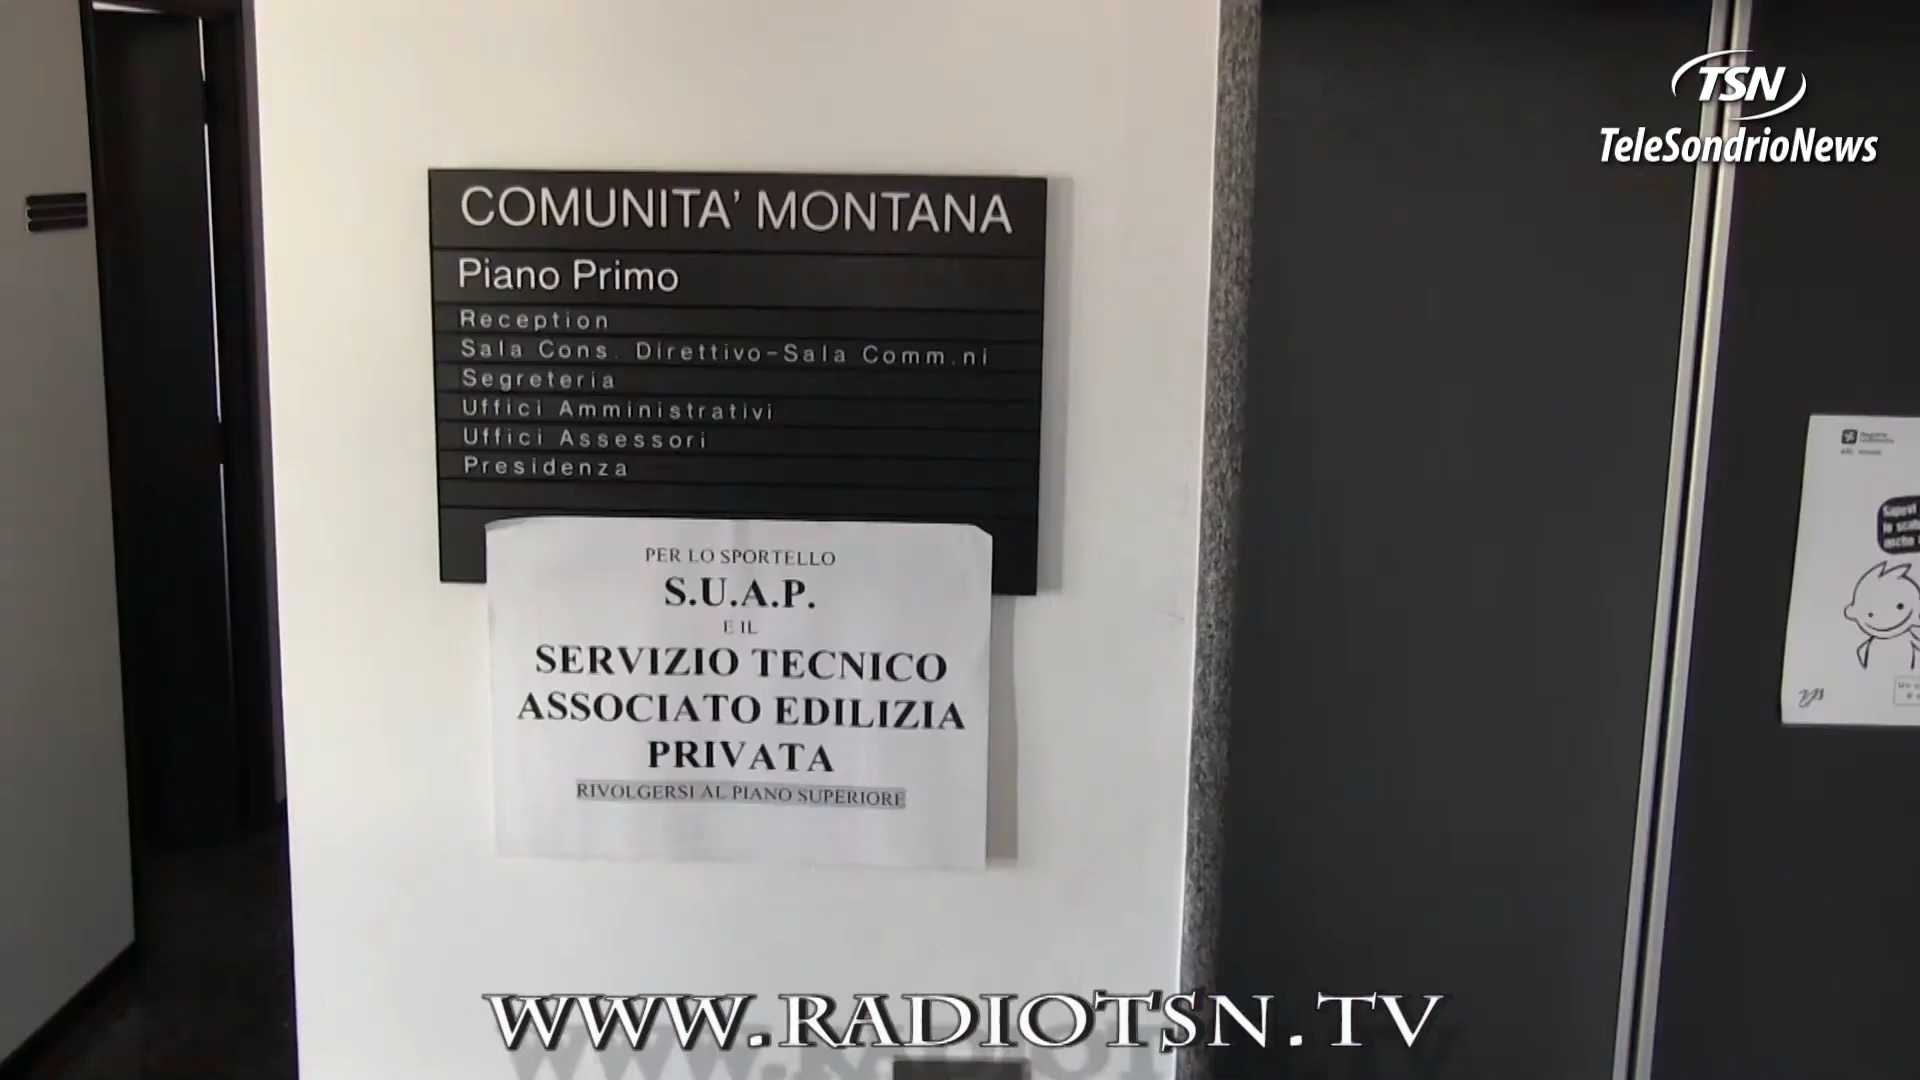 TSN
TeleSondrioNews
COMUNITA' MONTANA
Piano Primo
Reception
Sala Cons. Direttivo-Sala Comm.ni
Segreteria
Uffici Amministrativi
Uffici Assessori
Presidenza
PER LO SPORTELLO
S.U.A.P.
E IL
SERVIZIO TECNICO
ASSOCIATO EDILIZIA
PRIVATA
RIVOLGERSI AL PIANO SUPERIORE
WWW.RADIOTSN.TV